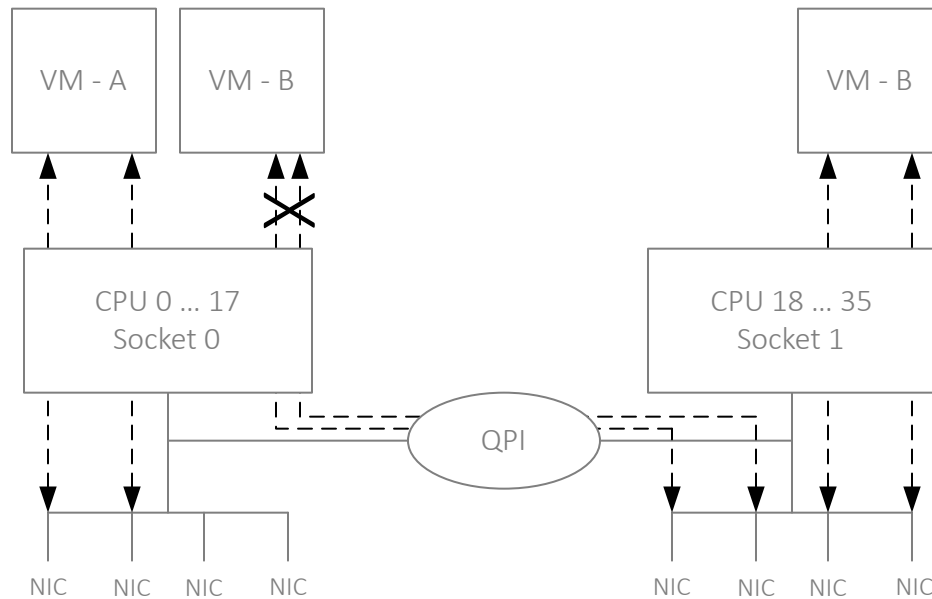 VM - A
VM - B
VM - B
CPU 0 ... 17
Socket 0
CPU 18 ... 35
Socket 1
QPI
NIC
NIC
NIC
NIC
NIC
NIC
NIC
NIC